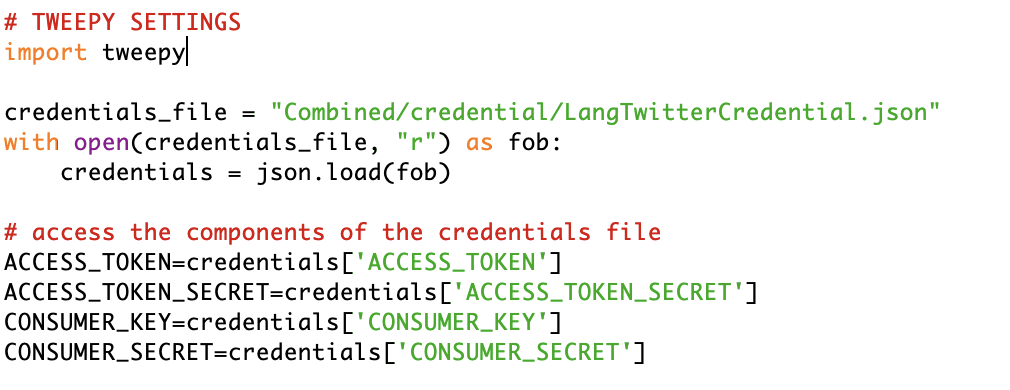 # TWEEPY SETTINGS
import tweepy
credentials_file = "Combined/credential/LangTwitterCredential.json"
with open(credentials_file, "r") as fob:
    credentials = json.load(fob)
# access the components of the credentials file
ACCESS_TOKEN=credentials['ACCESS_TOKEN']
ACCESS_TOKEN_SECRET=credentials['ACCESS_TOKEN_SECRET']
CONSUMER_KEY=credentials['CONSUMER_KEY']
CONSUMER_SECRET=credentials['CONSUMER_SECRET']